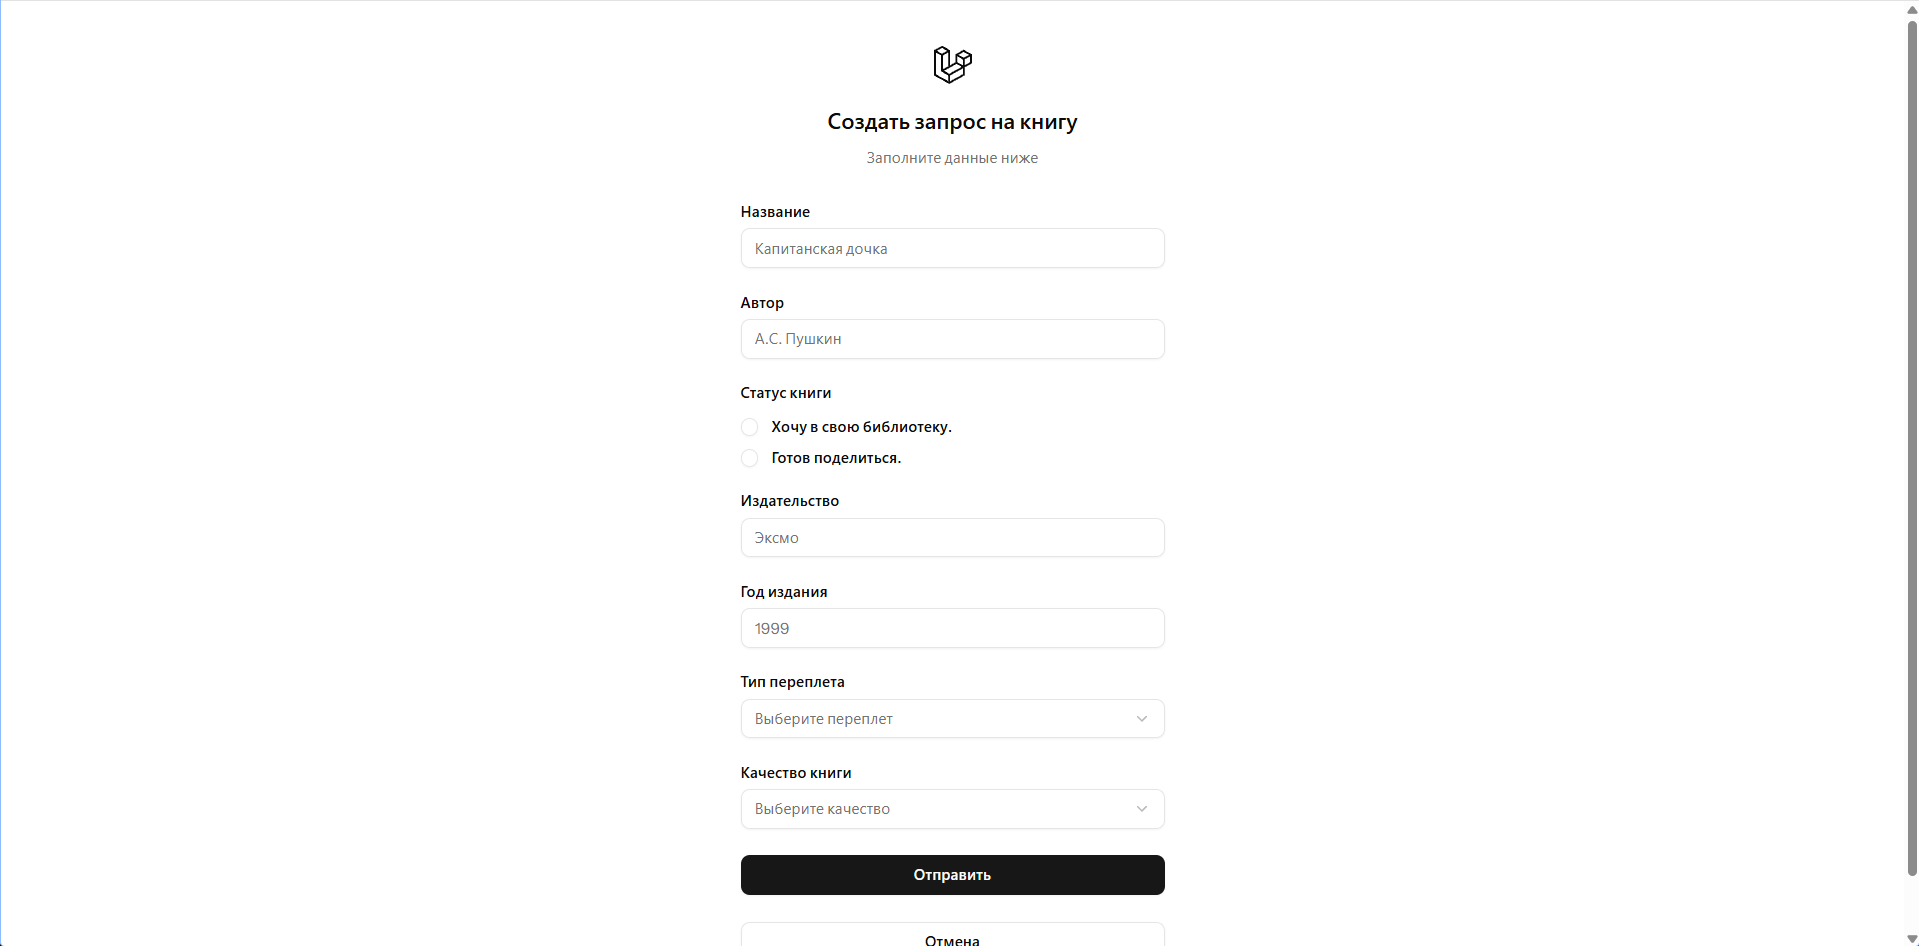 Создать запрос на книгу
Заполните данные ниже
Название
Капитанская дочка
Автор
А.С. Пушкин
Статус книги
Хочу в свою библиотеку.
Готов поделиться.
Издательство
Эксмо
Год издания
1999
Тип переплета
Выберите переплет
Качество книги
Выберите качество
Отправить
Отмена